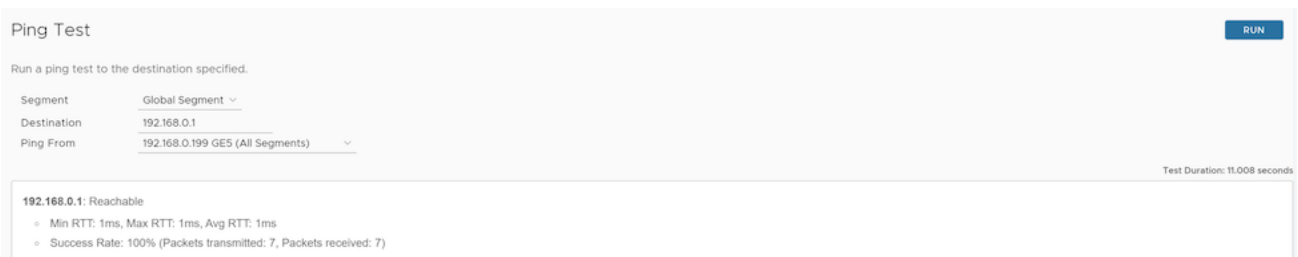 Ping Test
RUN
Run a ping test to the destination specified.
Segment Global Segment
Destination 192.168.0.1
Ping From 192.168.0.199 GE5 (All Segments)
Test Duration: 11.008 seconds
192.168.0.1: Reachable
Min RTT: 1ms, Max RTT: 1ms, Avg RTT: 1ms
Success Rate: 100% (Packets transmitted: 7, Packets received: 7)